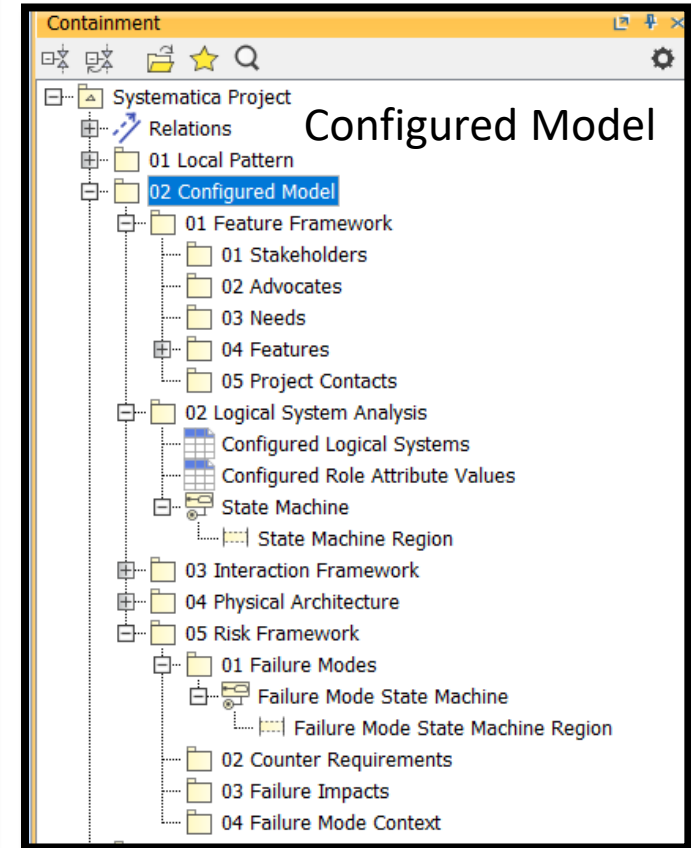 Containment
Systematica Project
Configured Model
Relations
01 Local Pattern
02 Configured Model
01 Feature Framework
01 Stakeholders
02 Advocates
03 Needs
04 Features
05 Project Contacts
02 Logical System Analysis
Configured Logical Systems
Configured Role Attribute Values
State Machine
State Machine Region
03 Interaction Framework
04 Physical Architecture
05 Risk Framework
01 Failure Modes
Failure Mode State Machine
Failure Mode State Machine Region
02 Counter Requirements
03 Failure Impacts
04 Failure Mode Context